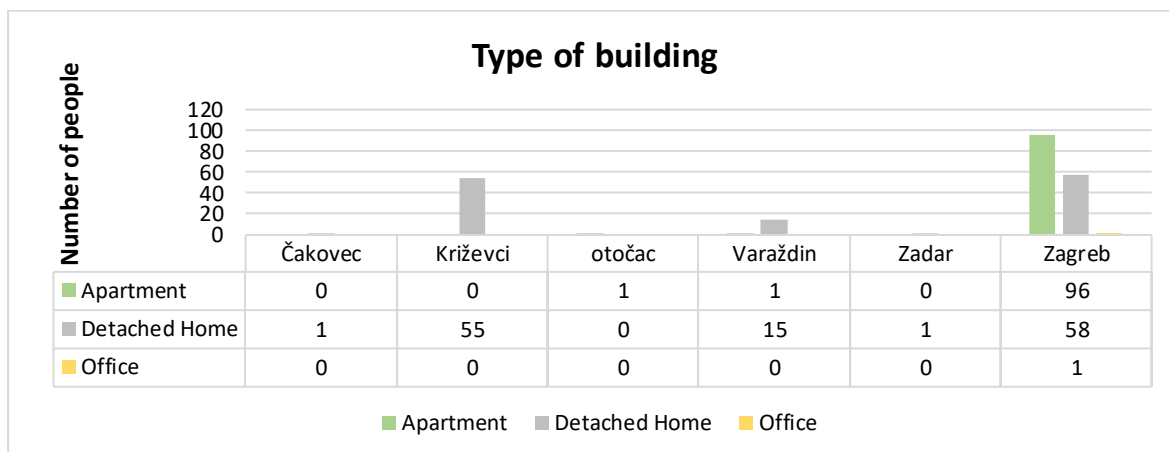 Type of building
Number of people
120
100
80
60
40
20
0
Čakovec Križevci otočac Varaždin Zadar Zagreb
Apartment 0 0 1 1 0 96
Detached Home 1 55 0 15 1 58
Office 0 0 0 0 0 1
Apartment Detached Home Office